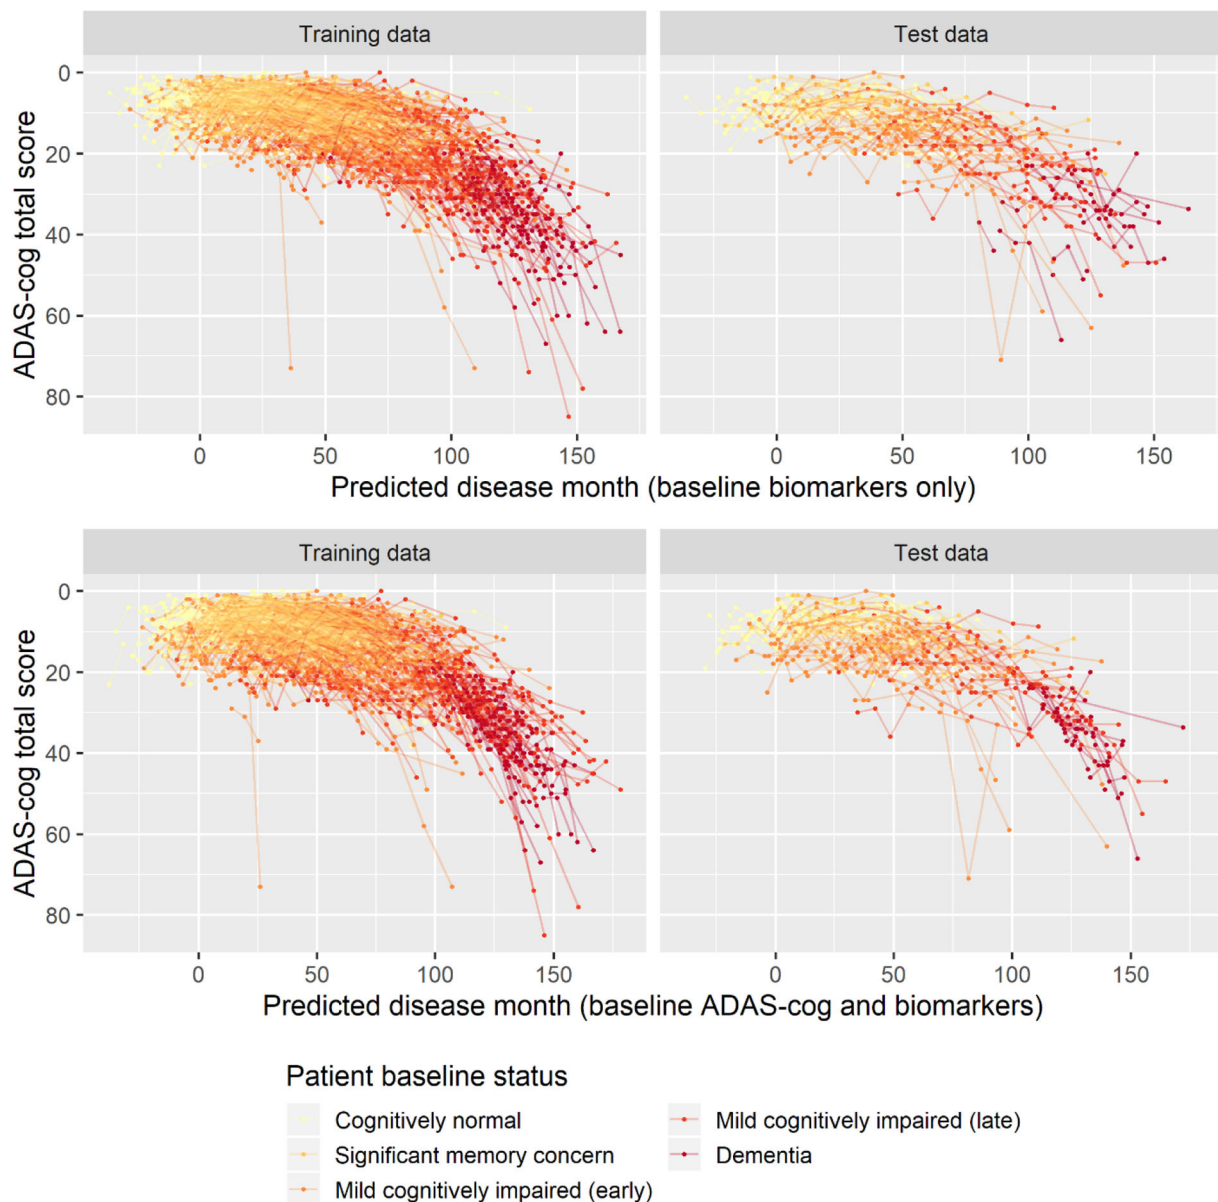 Training data
Test data
0
20
40
60
80
ADAS-cog total score
0 50 100 150
0 50 100 150
Predicted disease month (baseline biomarkers only)
Training data
Test data
0
20
40
60
80
ADAS-cog total score
0 50 100 150
0 50 100 150
Predicted disease month (baseline ADAS-cog and biomarkers)
Patient baseline status
Cognitively normal
Significant memory concern
Mild cognitively impaired (early)
Mild cognitively impaired (late)
Dementia